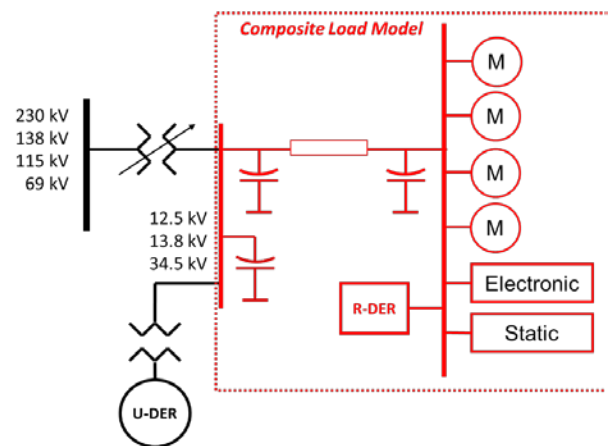 Composite Load Model
230 kV
138 kV
115 kV
69 kV
12.5 kV
13.8 kV
34.5 kV
M
M
M
M
Electronic
R-DER
Static
U-DER